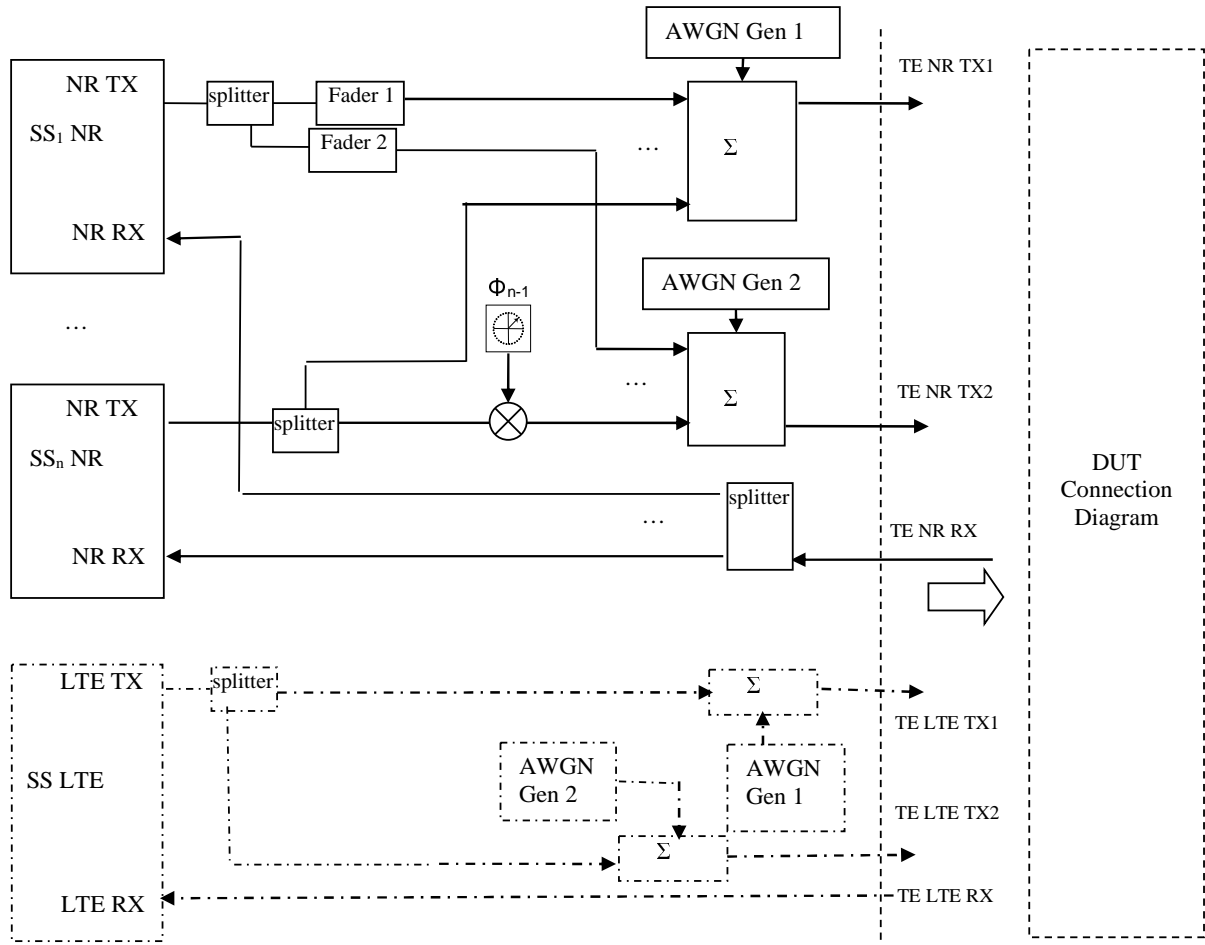 AWGN Gen 1
TE NR TX1
NR TX
splitter
Fader 1
SS₁ NR
Fader 2
...
Σ
NR RX
AWGN Gen 2
Φn-1
...
...
Σ
NR TX
splitter
TE NR TX2
SSₙ NR
DUT
Connection
Diagram
splitter
...
TE NR RX
NR RX
LTE TX
splitter
Σ
TE LTE TX1
SS LTE
AWGN
Gen 2
AWGN
Gen 1
TE LTE TX2
Σ
LTE RX
TE LTE RX